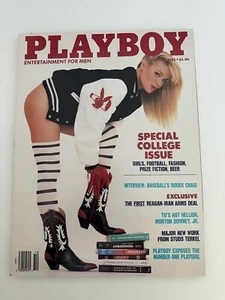 PLAYBOY
ENTERTAINMENT FOR MEN
$4.00
SPECIAL
COLLEGE
ISSUE
GIRLS, FOOTBALL, FASHION,
PRIZE FICTION, BEER
INTERVIEW: BASEBALL'S ROGER CRAIG
EXCLUSIVE
THE FIRST REAGAN-IRAN ARMS DEAL
TV'S HOT HELLION,
MORTON DOWNEY, JR.
MAJOR NEW WORK
FROM STUDS TERKEL
PLAYBOY EXPOSES THE
NUMBER ONE PLAYGIRL